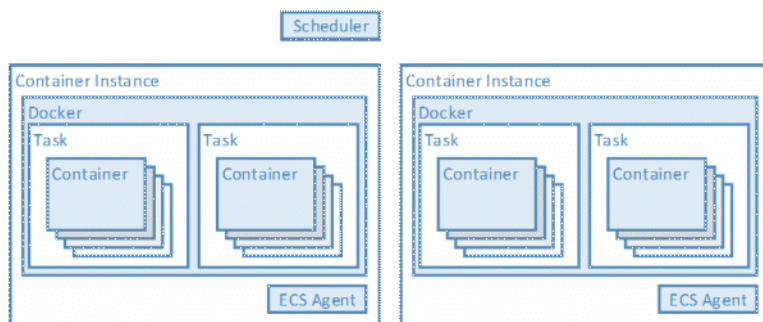 Scheduler
Container Instance
Docker
Task
Container
Task
Container
ECS Agent
Container Instance
Docker
Task
Container
Task
Container
ECS Agent